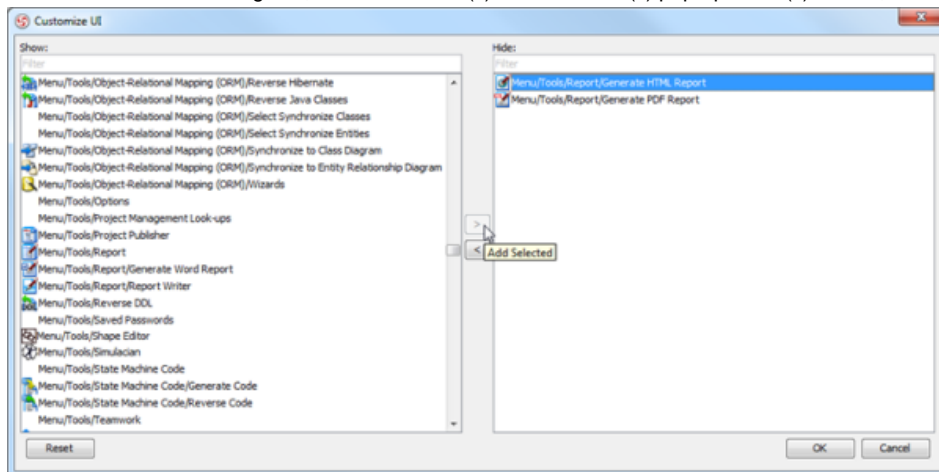 Customize UI
Show:
Filter
Menu/Tools/Object-Relational Mapping (ORM)/Reverse Hibernate
Menu/Tools/Object-Relational Mapping (ORM)/Reverse Java Classes
Menu/Tools/Object-Relational Mapping (ORM)/Select Synchronize Classes
Menu/Tools/Object-Relational Mapping (ORM)/Select Synchronize Entities
Menu/Tools/Object-Relational Mapping (ORM)/Synchronize to Class Diagram
Menu/Tools/Object-Relational Mapping (ORM)/Synchronize to Entity Relationship Diagram
Menu/Tools/Object-Relational Mapping (ORM)/Wizards
Menu/Tools/Options
Menu/Tools/Project Management Look-ups
Menu/Tools/Project Publisher
Menu/Tools/Report
Menu/Tools/Report/Generate Word Report
Menu/Tools/Report/Report Writer
Menu/Tools/Reverse DDL
Menu/Tools/Saved Passwords
Menu/Tools/Shape Editor
Menu/Tools/Simulacian
Menu/Tools/State Machine Code
Menu/Tools/State Machine Code/Generate Code
Menu/Tools/State Machine Code/Reverse Code
Menu/Tools/Teamwork
>
<
Add Selected
Hide:
Filter
Menu/Tools/Report/Generate HTML Report
Menu/Tools/Report/Generate PDF Report
Reset
OK
Cancel